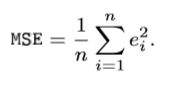 MSE = \frac{1}{n} \sum_{i=1}^{n} e_i^2.